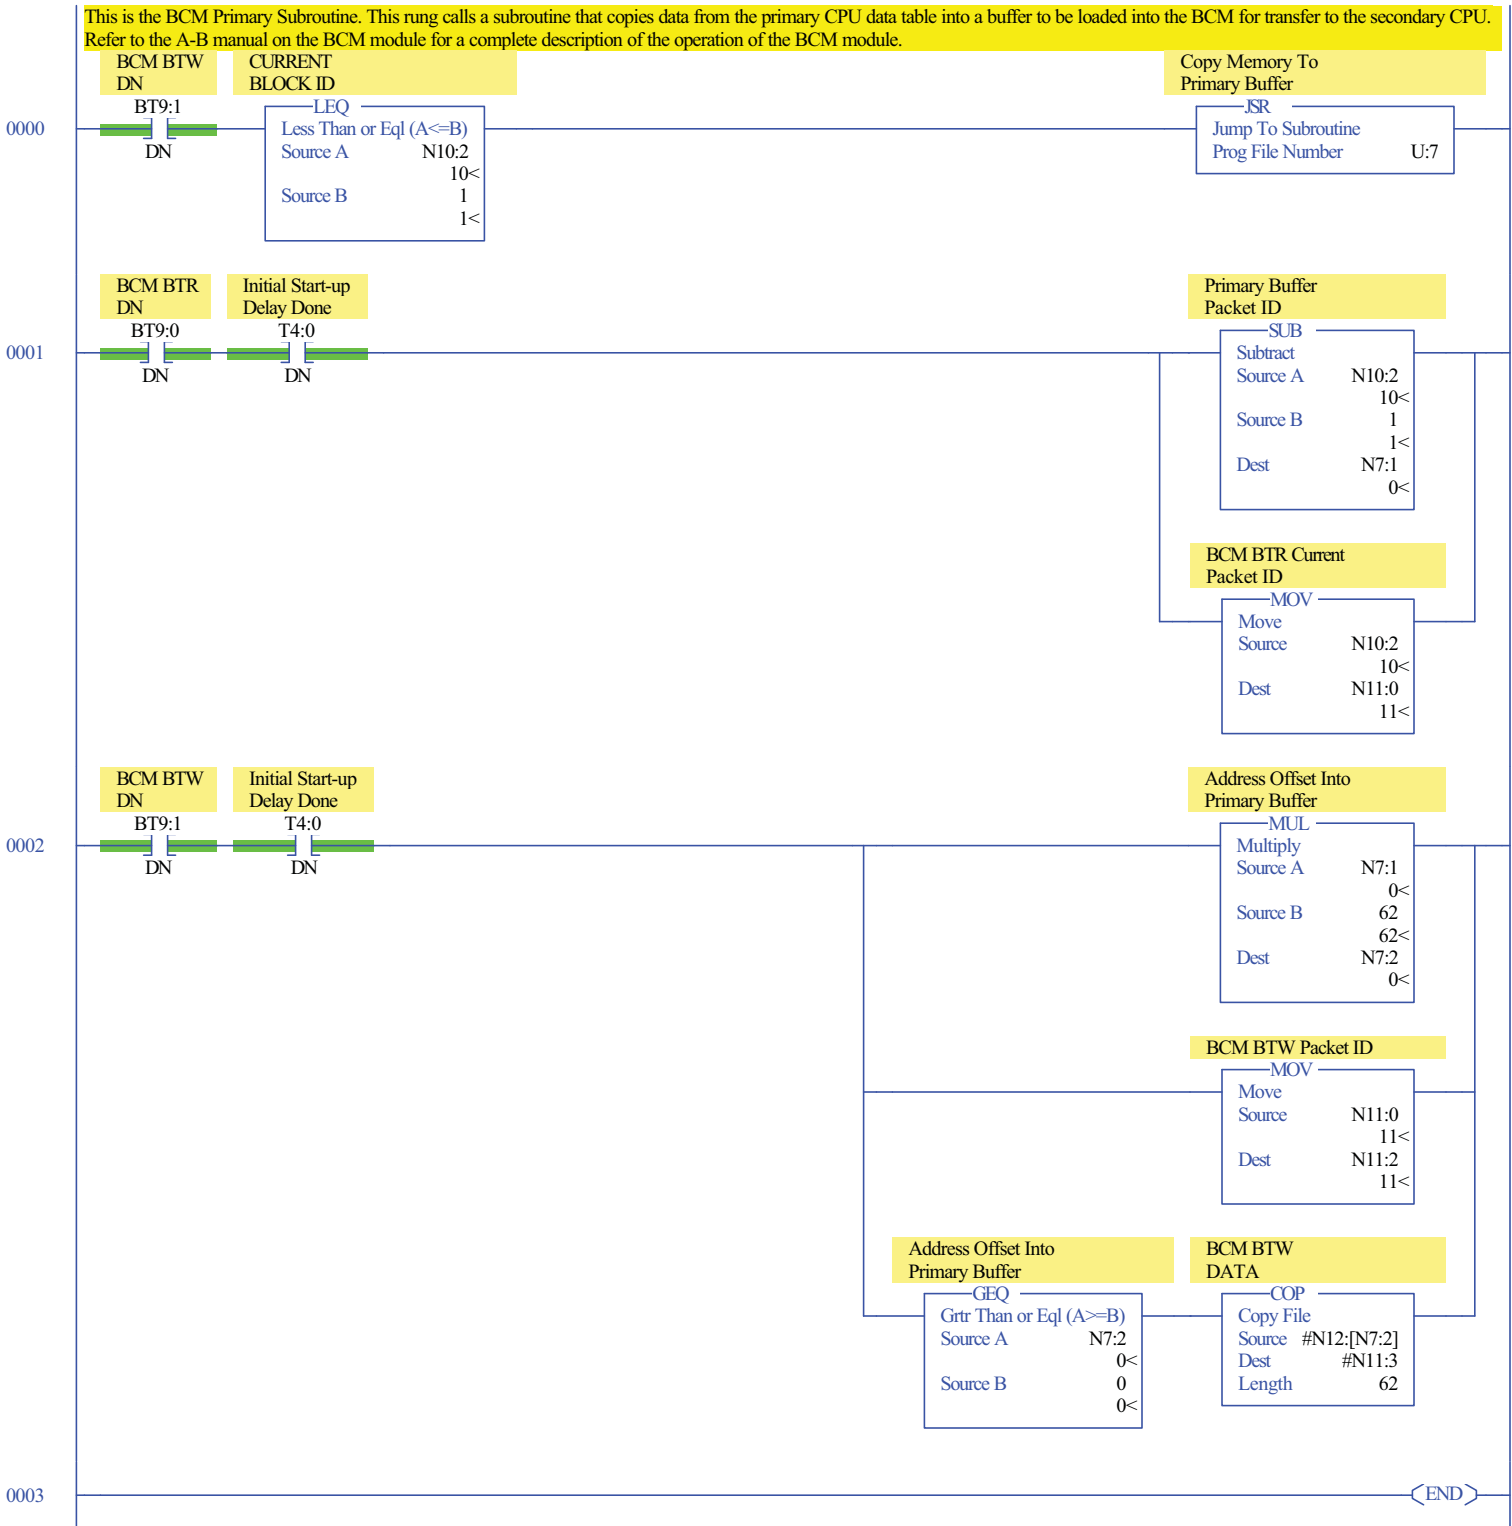 This is the BCM Primary Subroutine. This rung calls a subroutine that copies data from the primary CPU data table into a buffer to be loaded into the BCM for transfer to the secondary CPU.
Refer to the A-B manual on the BCM module for a complete description of the operation of the BCM module.
0000
BCM BTW
DN
BT9:1
DN
CURRENT
BLOCK ID
LEQ
Less Than or Eql (A<=B)
Source A N10:2
10<
Source B 1
1<
Copy Memory To
Primary Buffer
JSR
Jump To Subroutine
Prog File Number U:7
0001
BCM BTR
DN
BT9:0
DN
Initial Start-up
Delay Done
T4:0
DN
Primary Buffer
Packet ID
SUB
Subtract
Source A N10:2
10<
Source B 1
1<
Dest N7:1
0<
BCM BTR Current
Packet ID
MOV
Move
Source N10:2
10<
Dest N11:0
11<
0002
BCM BTW
DN
BT9:1
DN
Initial Start-up
Delay Done
T4:0
DN
Address Offset Into
Primary Buffer
MUL
Multiply
Source A N7:1
0<
Source B 62
62<
Dest N7:2
0<
BCM BTW Packet ID
MOV
Move
Source N11:0
11<
Dest N11:2
11<
Address Offset Into
Primary Buffer
GEQ
Grtr Than or Eql (A>=B)
Source A N7:2
0<
Source B 0
0<
BCM BTW
DATA
COP
Copy File
Source #N12:[N7:2]
Dest #N11:3
Length 62
0003
END